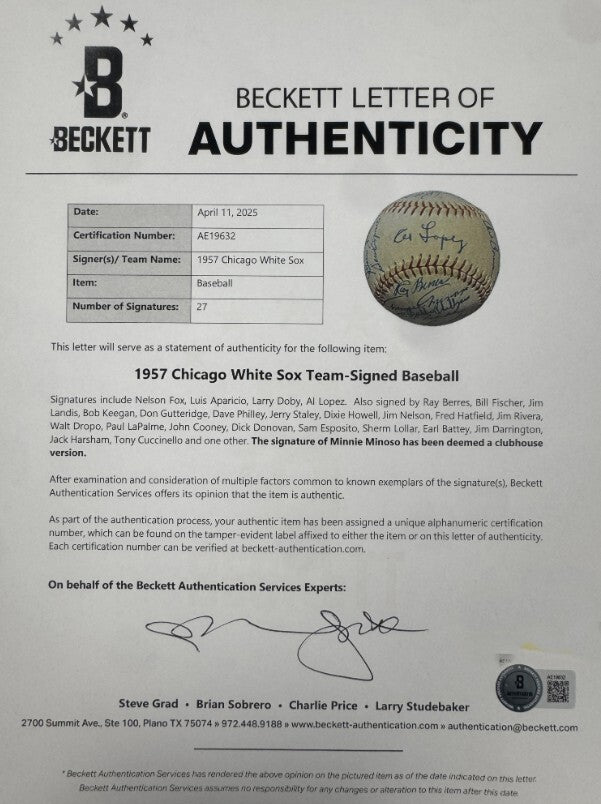 BECKETT LETTER OF
B
®
BECKETT
AUTHENTICITY
Date: April 11, 2025
Certification Number: AE19632
Signer(s)/ Team Name: 1957 Chicago White Sox
Item: Baseball
Number of Signatures: 27
Al Lopez
Ray Berres
This letter will serve as a statement of authenticity for the following item:
1957 Chicago White Sox Team-Signed Baseball
Signatures include Nelson Fox, Luis Aparicio, Larry Doby, Al Lopez. Also signed by Ray Berres, Bill Fischer, Jim
Landis, Bob Keegan, Don Gutteridge, Dave Philley, Jerry Staley, Dixie Howell, Jim Nelson, Fred Hatfield, Jim Rivera,
Walt Dropo, Paul LaPalme, John Cooney, Dick Donovan, Sam Esposito, Sherm Lollar, Earl Battey, Jim Darrington,
Jack Harsham, Tony Cuccinello and one other. The signature of Minnie Minoso has been deemed a clubhouse
version.
After examination and consideration of multiple factors common to known exemplars of the signature(s), Beckett
Authentication Services offers its opinion that the item is authentic.
As part of the authentication process, your authentic item has been assigned a unique alphanumeric certification
number, which can be found on the tamper-evident label affixed to either the item or on this letter of authenticity.
Each certification number can be verified at beckett-authentication.com.
On behalf of the Beckett Authentication Services Experts:
B
AE19632
Steve Grad • Brian Sobrero • Charlie Price • Larry Studebaker
2700 Summit Ave., Ste 100, Plano TX 75074 » 972.448.9188 » www.beckett-authentication.com » authentication@beckett.com
* Beckett Authentication Services has rendered the above opinion on the pictured item as of the date indicated on this letter.
Beckett Authentication Services assumes no responsibility for any changes or alteration to this item after this date.